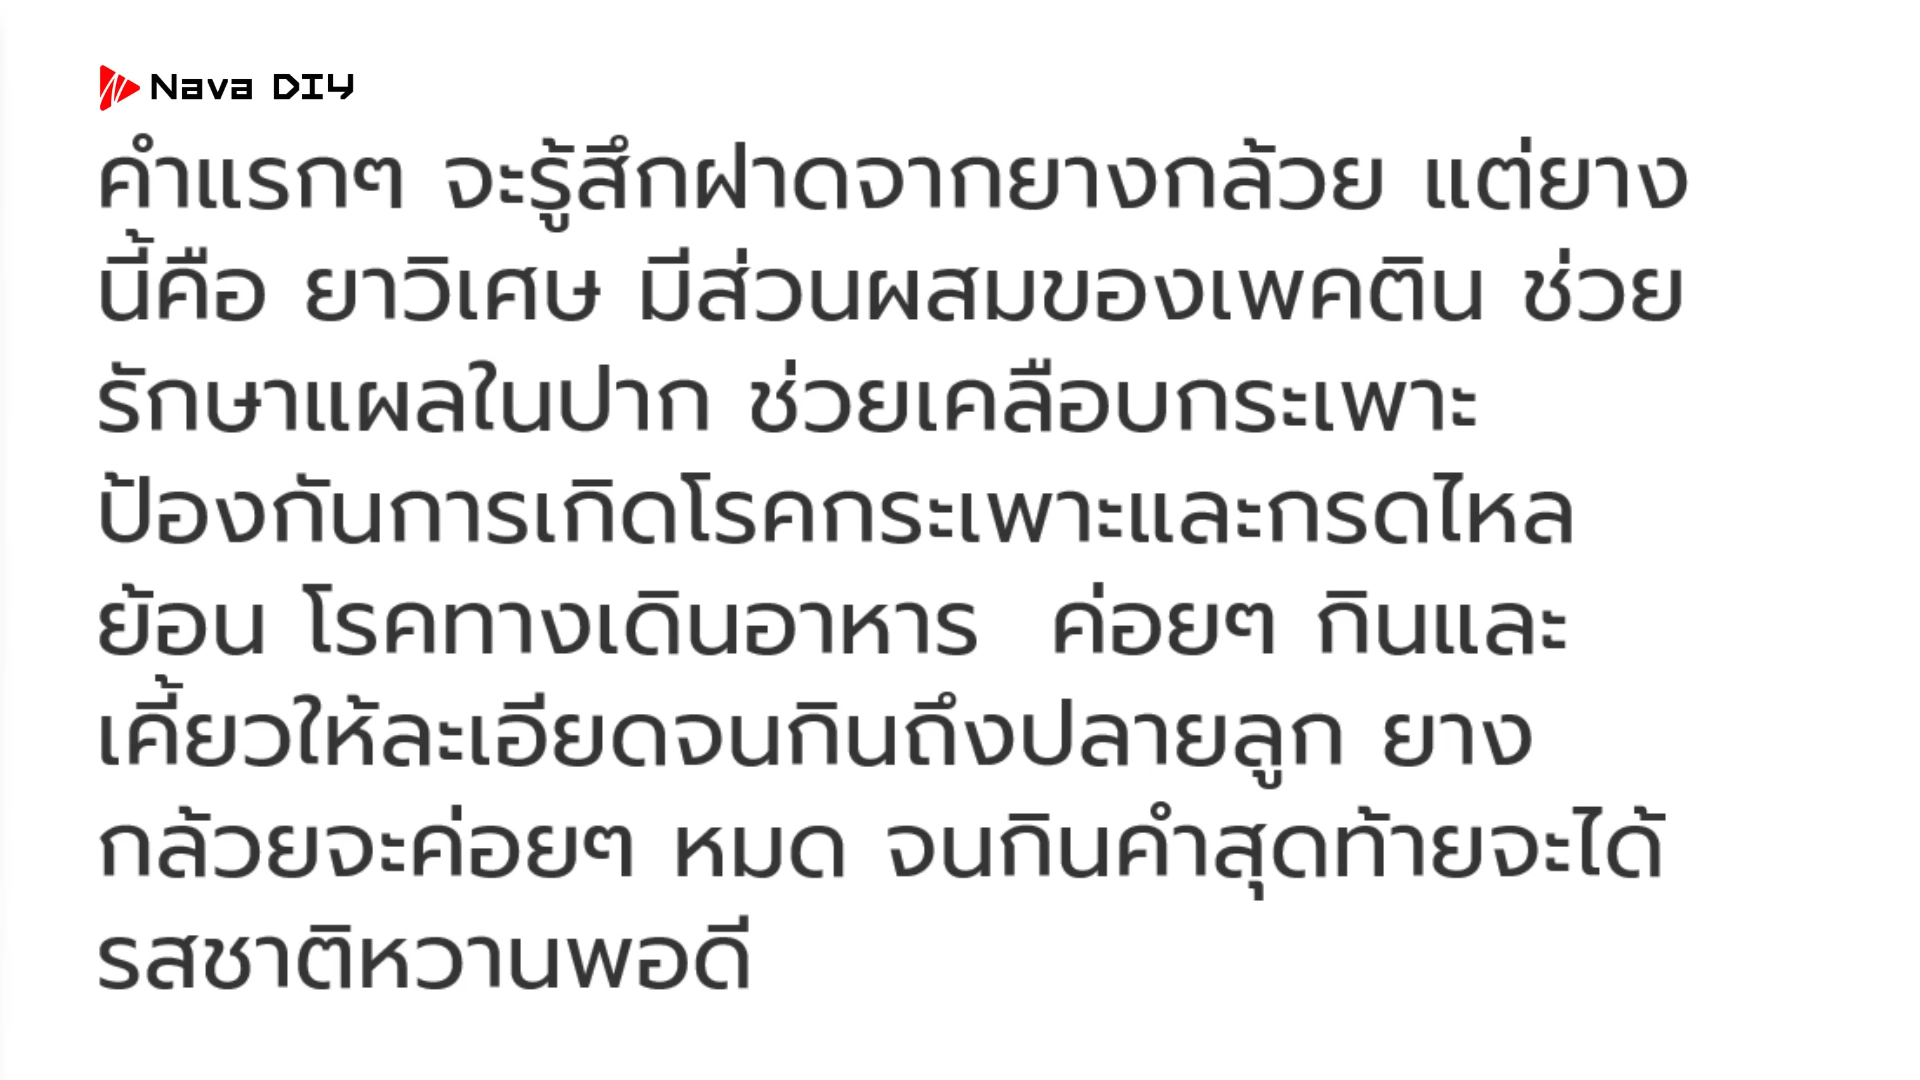 Nava DIY
คำแรกๆ จะรู้สึกฝาดจากยางกล้วย แต่ยาง
นี้คือ ยาวิเศษ มีส่วนผสมของเพคติน ช่วย
รักษาแผลในปาก ช่วยเคลือบกระเพาะ
ป้องกันการเกิดโรคกระเพาะและกรดไหล
ย้อน โรคทางเดินอาหาร  ค่อยๆ กินและ
เคี้ยวให้ละเอียดจนกินถึงปลายลูก ยาง
กล้วยจะค่อยๆ หมด จนกินคำสุดท้ายจะได้
รสชาติหวานพอดี